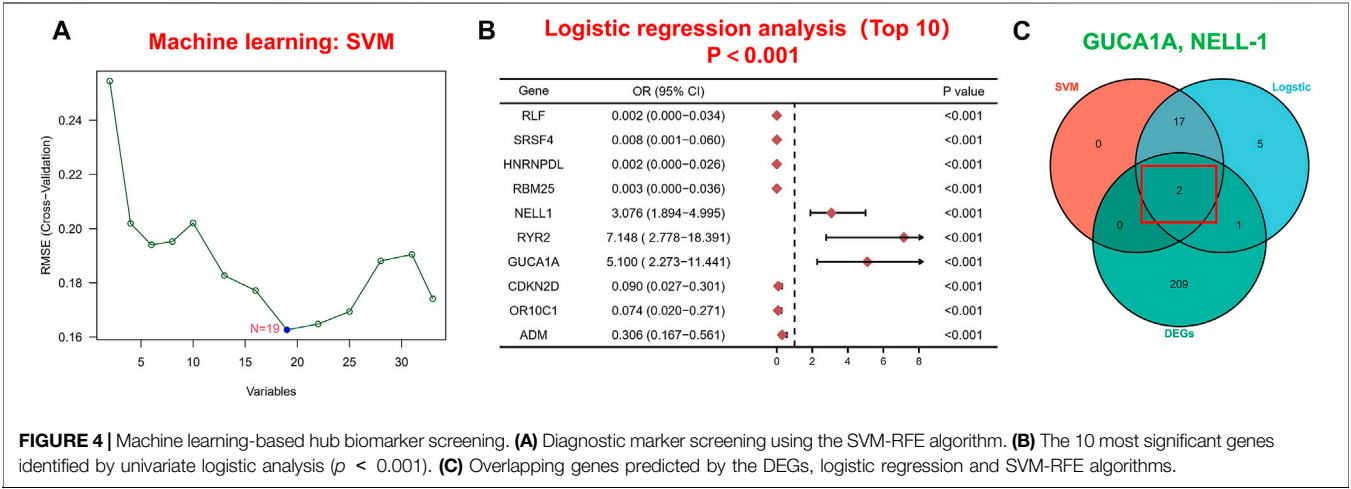 A
Machine learning: SVM
RMSE (Cross-Validation)
0.24
0.22
0.20
0.18
0.16
N=19
5 10 15 20 25 30
Variables
B
Logistic regression analysis（Top 10）
P < 0.001
Gene OR (95% CI) P value
RLF 0.002 (0.000−0.034) <0.001
SRSF4 0.008 (0.001−0.060) <0.001
HNRNPDL 0.002 (0.000−0.026) <0.001
RBM25 0.003 (0.000−0.036) <0.001
NELL1 3.076 (1.894−4.995) <0.001
RYR2 7.148 ( 2.778−18.391) <0.001
GUCA1A 5.100 ( 2.273−11.441) <0.001
CDKN2D 0.090 (0.027−0.301) <0.001
OR10C1 0.074 (0.020−0.271) <0.001
ADM 0.306 (0.167−0.561) <0.001
0 2 4 6 8
C
GUCA1A, NELL-1
SVM
Logstic
17
0
5
2
0
1
209
DEGs
FIGURE 4 | Machine learning-based hub biomarker screening. (A) Diagnostic marker screening using the SVM-RFE algorithm. (B) The 10 most significant genes
identified by univariate logistic analysis (p < 0.001). (C) Overlapping genes predicted by the DEGs, logistic regression and SVM-RFE algorithms.